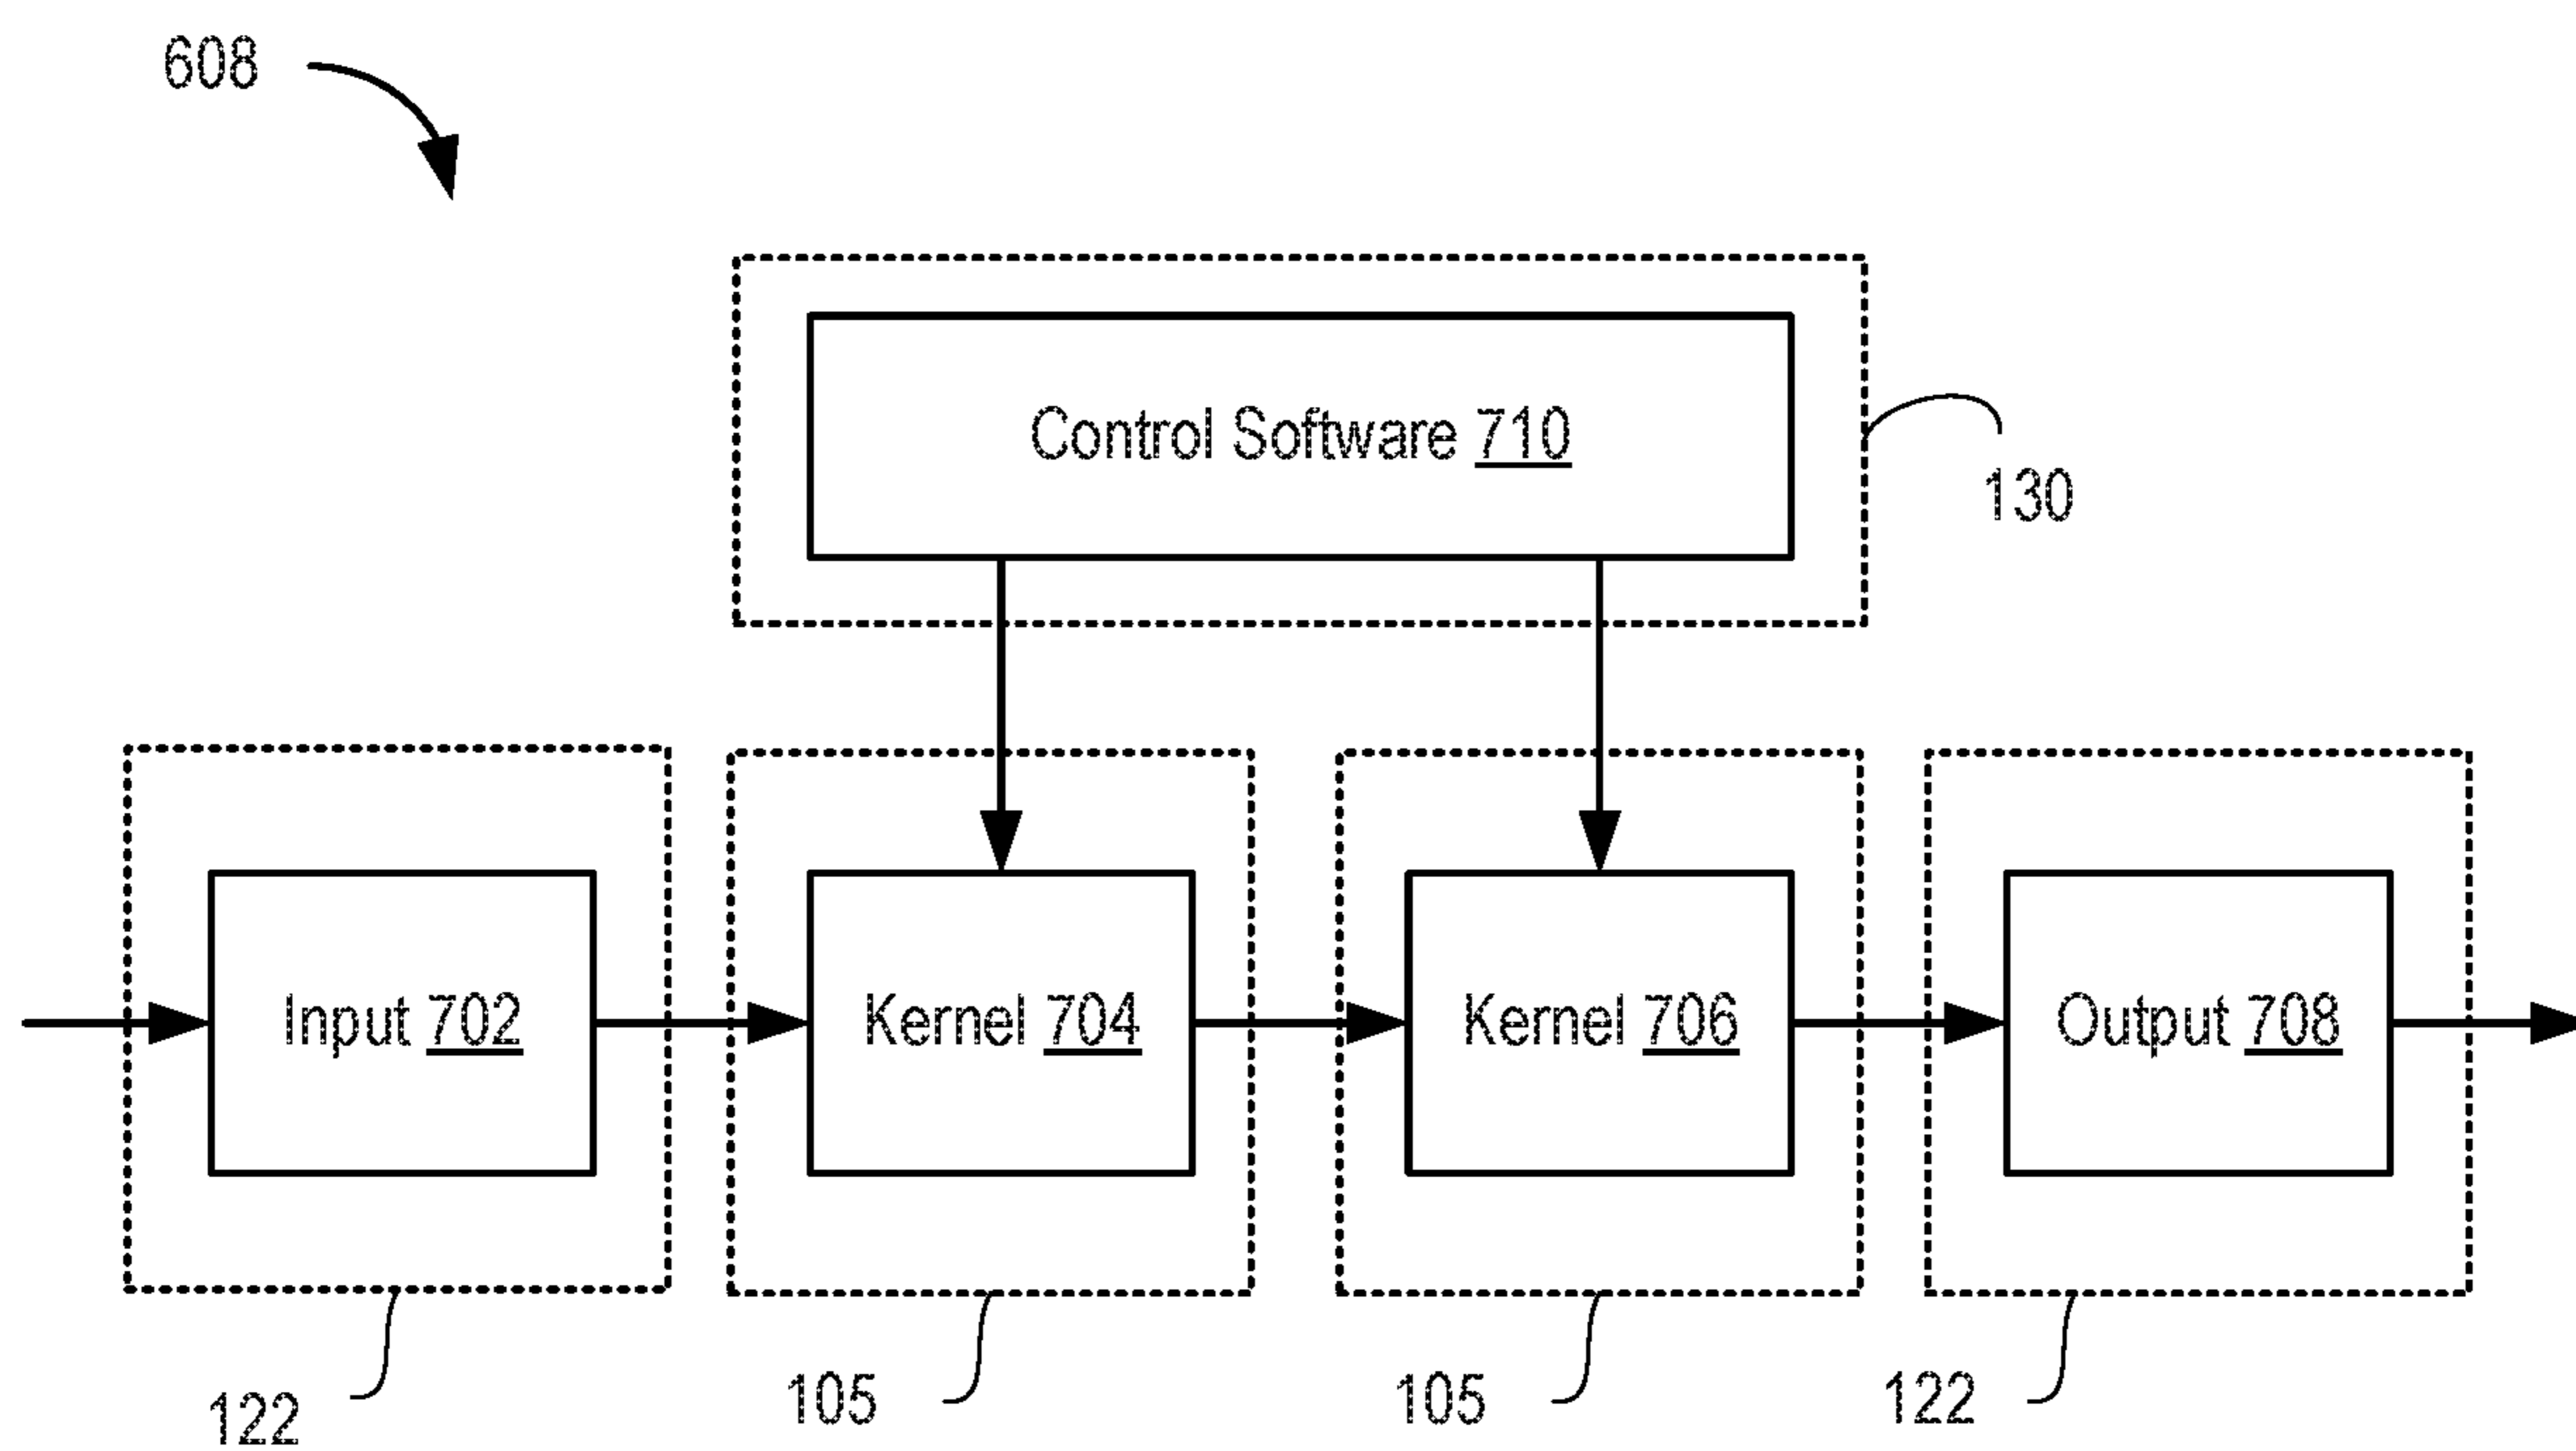 608
Control Software 710
130
Input 702
Kernel 704
Kernel 706
Output 708
122
105
105
122